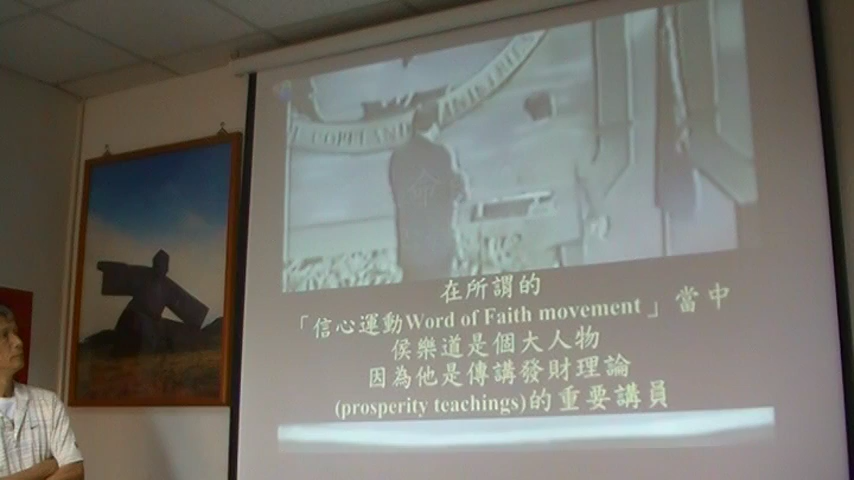 COPELAND MINISTRIES
命
在所謂的
「信心運動Word of Faith movement」當中
侯樂道是個大人物
因為他是傳講發財理論
(prosperity teachings)的重要講員